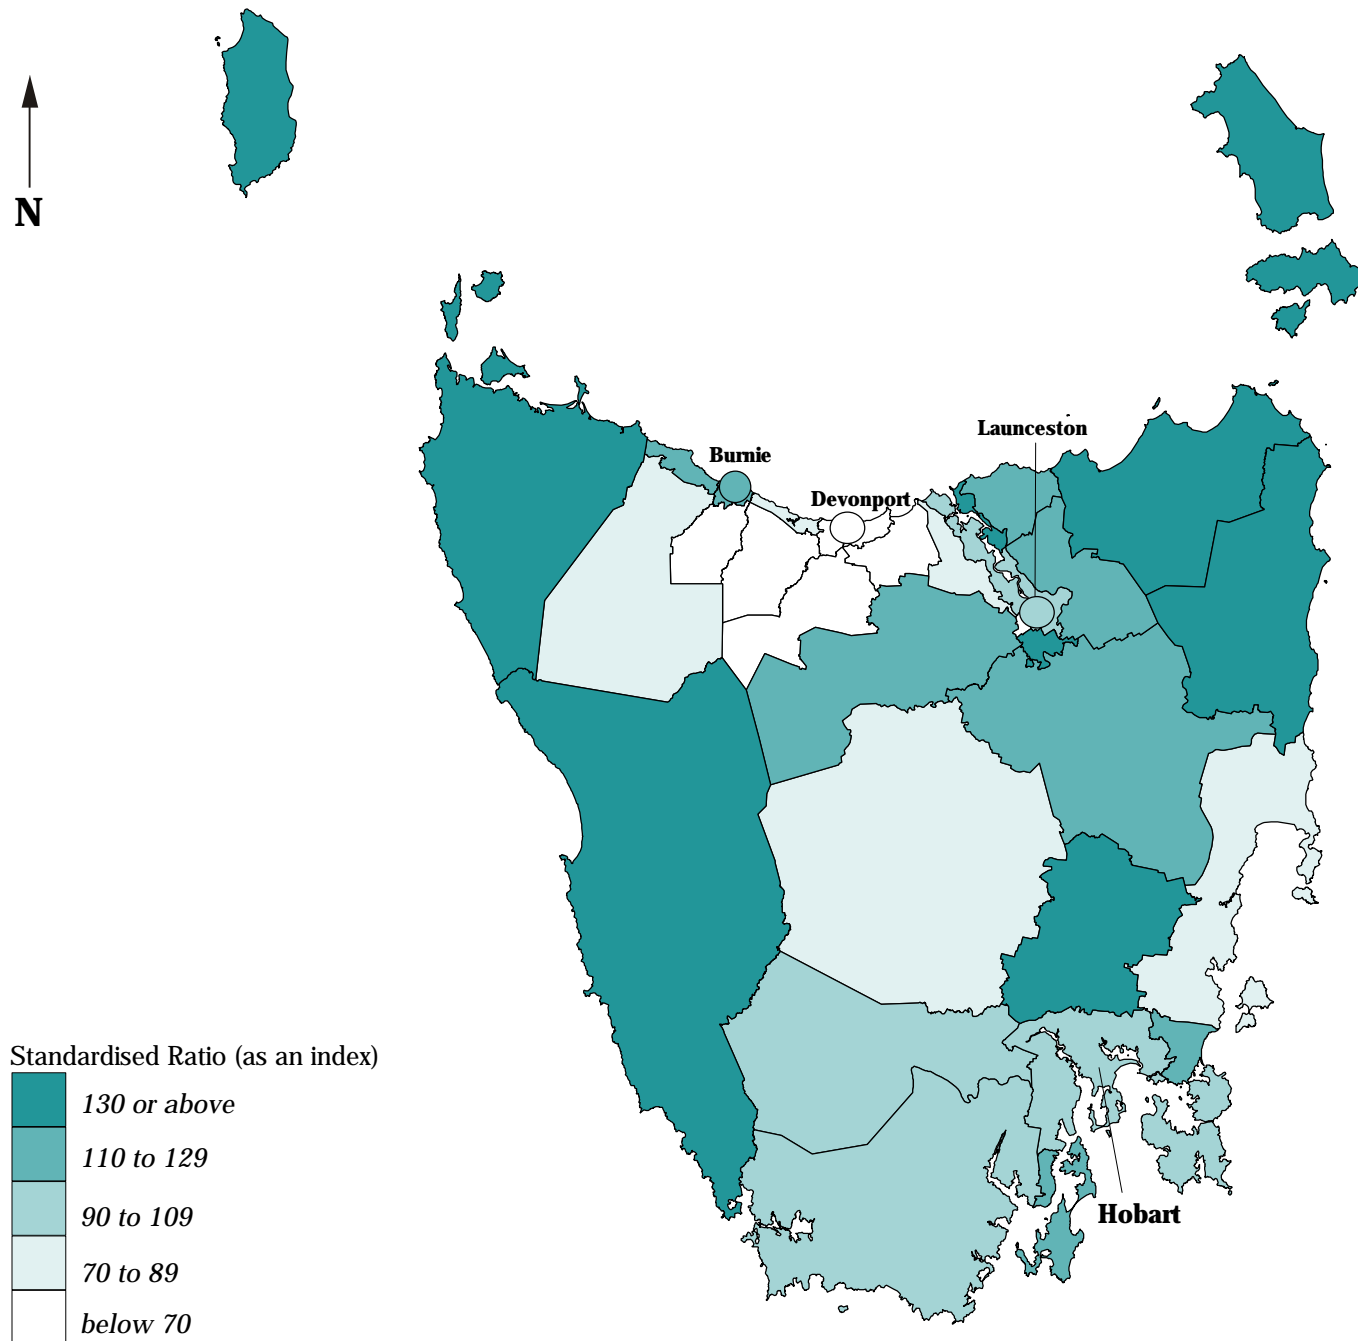 N
Launceston
Burnie
Devonport
Standardised Ratio (as an index)
130 or above
110 to 129
90 to 109
70 to 89
below 70
Hobart